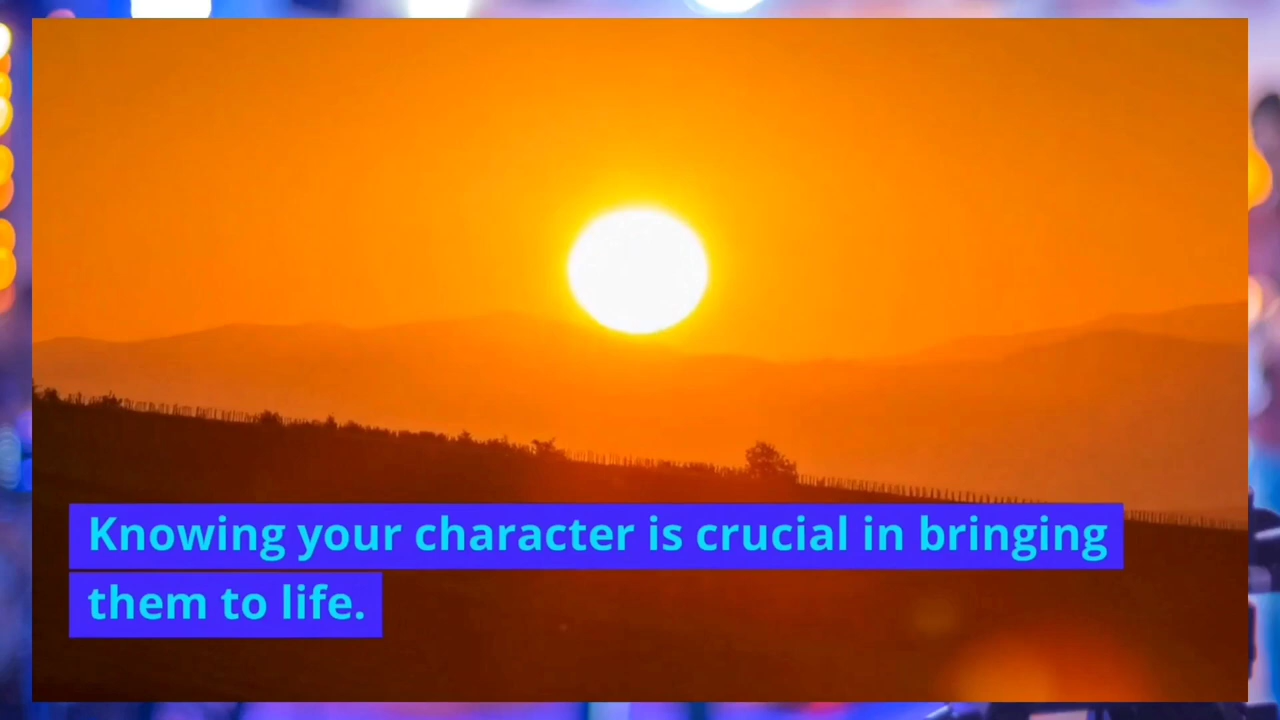 Knowing your character is crucial in bringing
them to life.